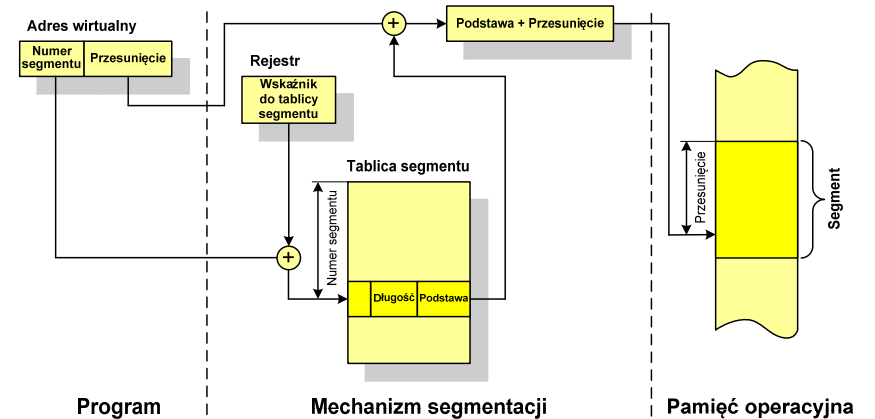 Adres wirtualny
Numer
segmentu
Przesunięcie
Rejestr
Wskaźnik
do tablicy
segmentu
+
Podstawa + Przesunięcie
Tablica segmentu
Numer segmentu
+
Długość
Podstawa
Przesunięcie
Segment
Program
Mechanizm segmentacji
Pamięć operacyjna